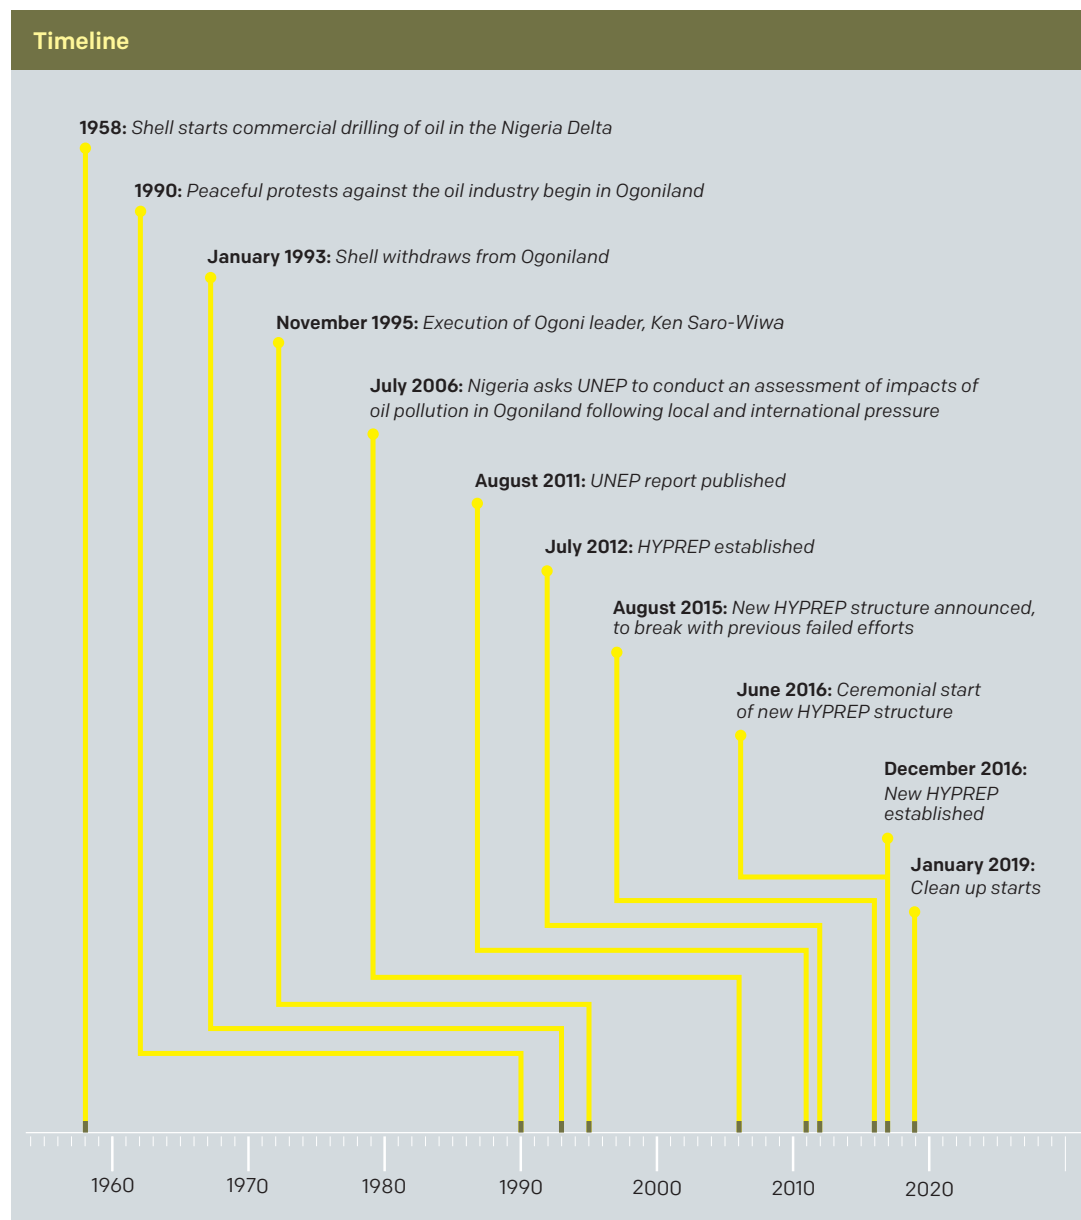 Timeline
1958: Shell starts commercial drilling of oil in the Nigeria Delta
1990: Peaceful protests against the oil industry begin in Ogoniland
January 1993: Shell withdraws from Ogoniland
November 1995: Execution of Ogoni leader, Ken Saro-Wiwa
July 2006: Nigeria asks UNEP to conduct an assessment of impacts of
oil pollution in Ogoniland following local and international pressure
August 2011: UNEP report published
July 2012: HYPREP established
August 2015: New HYPREP structure announced,
to break with previous failed efforts
June 2016: Ceremonial start
of new HYPREP structure
December 2016:
New HYPREP
established
January 2019:
Clean up starts
1960 1970 1980 1990 2000 2010 2020